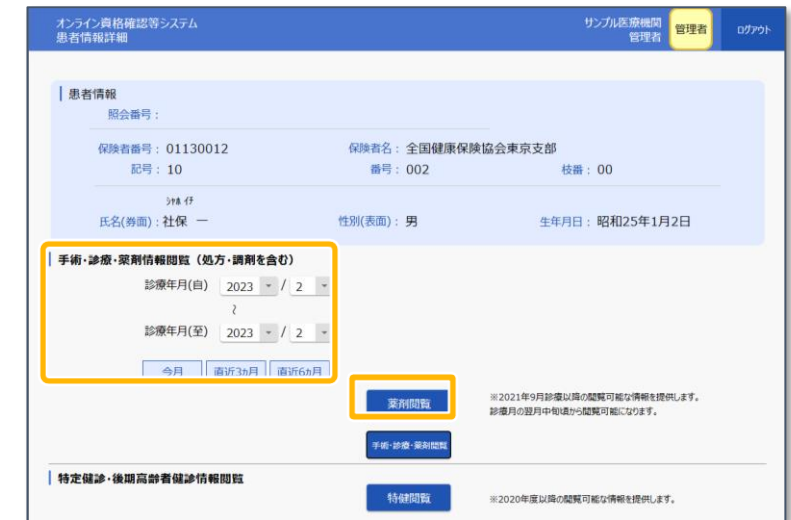 オンライン資格確認等システム
患者情報詳細
サンプル医療機関
管理者
管理者
ログアウト
患者情報
照会番号：
保険者番号： 01130012
保険者名： 全国健康保険協会東京支部
記号： 10
番号： 002
枝番： 00
ｼｬﾎ ｲﾁ
氏名(券面)： 社保 一
性別(表面)： 男
生年月日： 昭和25年1月2日
手術・診療・薬剤情報閲覧（処方・調剤を含む）
診療年月(自) 2023 / 2
～
診療年月(至) 2023 / 2
今月 直近3カ月 直近6カ月
薬剤閲覧
※2021年9月診療以降の閲覧可能な情報を提供します。
診療月の翌月中旬頃から閲覧可能になります。
手術・診療・薬剤閲覧
特定健診・後期高齢者健診情報閲覧
特健閲覧
※2020年度以降の閲覧可能な情報を提供します。